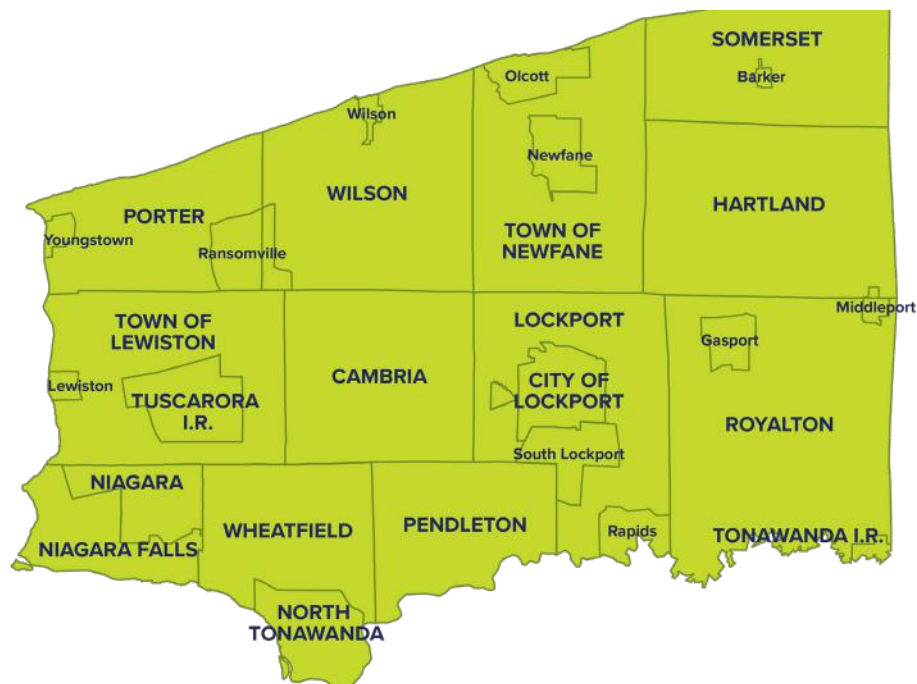 SOMERSET
Olcott
Barker
Wilson
Newfane
WILSON
HARTLAND
PORTER
TOWN OF
NEWFANE
Youngstown
Ransomville
Middleport
TOWN OF
LEWISTON
LOCKPORT
Gasport
CAMBRIA
Lewiston
CITY OF
LOCKPORT
TUSCARORA
I.R.
ROYALTON
South Lockport
NIAGARA
WHEATFIELD
PENDLETON
Rapids
TONAWANDA I.R.
NIAGARA FALLS
NORTH
TONAWANDA